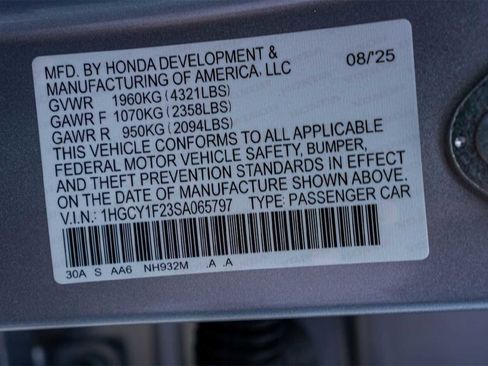 MFD. BY HONDA DEVELOPMENT &
MANUFACTURING OF AMERICA, LLC
08/'25
GVWR 1960KG (4321LBS)
GAWR F 1070KG (2358LBS)
GAWR R 950KG (2094LBS)
THIS VEHICLE CONFORMS TO ALL APPLICABLE
FEDERAL MOTOR VEHICLE SAFETY, BUMPER,
AND THEFT PREVENTION STANDARDS IN EFFECT
ON THE DATE OF MANUFACTURE SHOWN ABOVE.
V.I.N.: 1HGCY1F23SA065797 TYPE: PASSENGER CAR
30A S AA6 NH932M .A .A